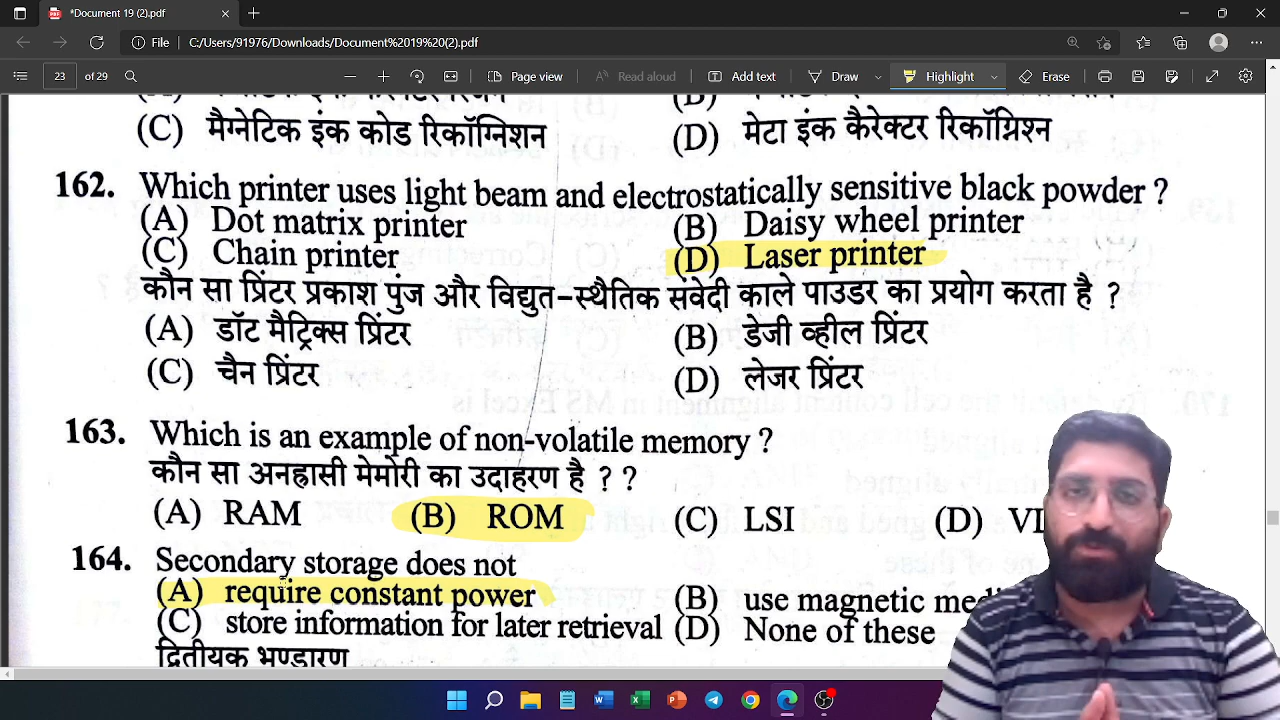 *Document 19 (2).pdf
File C:/Users/91976/Downloads/Document%2019%20(2).pdf
23 of 29 Page view Read aloud Add text Draw Highlight Erase
(C) मैग्नेटिक इंक कोड रिकॉग्निशन (D) मेटा इंक कैरेक्टर रिकॉग्निश्न
162. Which printer uses light beam and electrostatically sensitive black powder ?
(A) Dot matrix printer (B) Daisy wheel printer
(C) Chain printer (D) Laser printer
कौन सा प्रिंटर प्रकाश पुंज और विद्युत-स्थैतिक संवेदी काले पाउडर का प्रयोग करता है ?
(A) डॉट मैट्रिक्स प्रिंटर (B) डेजी व्हील प्रिंटर
(C) चैन प्रिंटर (D) लेजर प्रिंटर
163. Which is an example of non-volatile memory ?
कौन सा अनह्रासी मेमोरी का उदाहरण है ? ?
(A) RAM (B) ROM (C) LSI (D)
164. Secondary storage does not
(A) require constant power (B) use magnetic
(C) store information for later retrieval (D) None of these
द्वितीयक भण्डारण